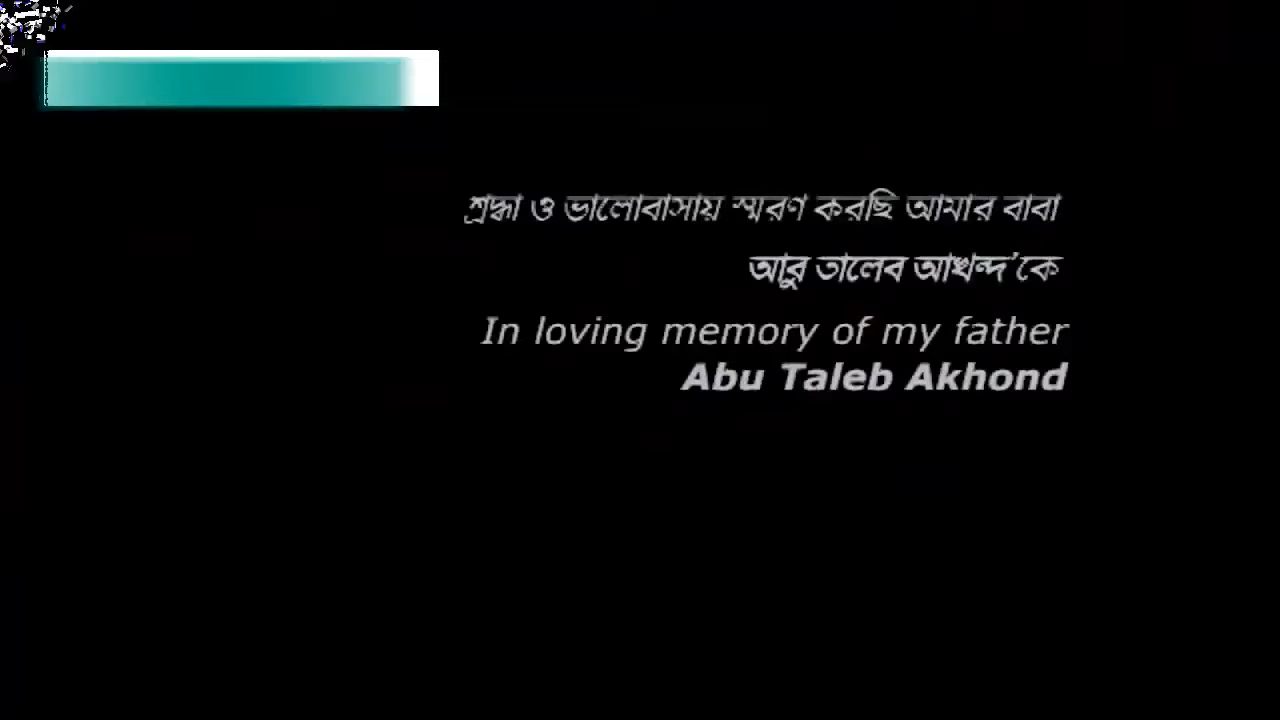 শ্রদ্ধা ও ভালোবাসায় স্মরণ করছি আমার বাবা
আবু তালেব আখন্দ'কে
In loving memory of my father
Abu Taleb Akhond